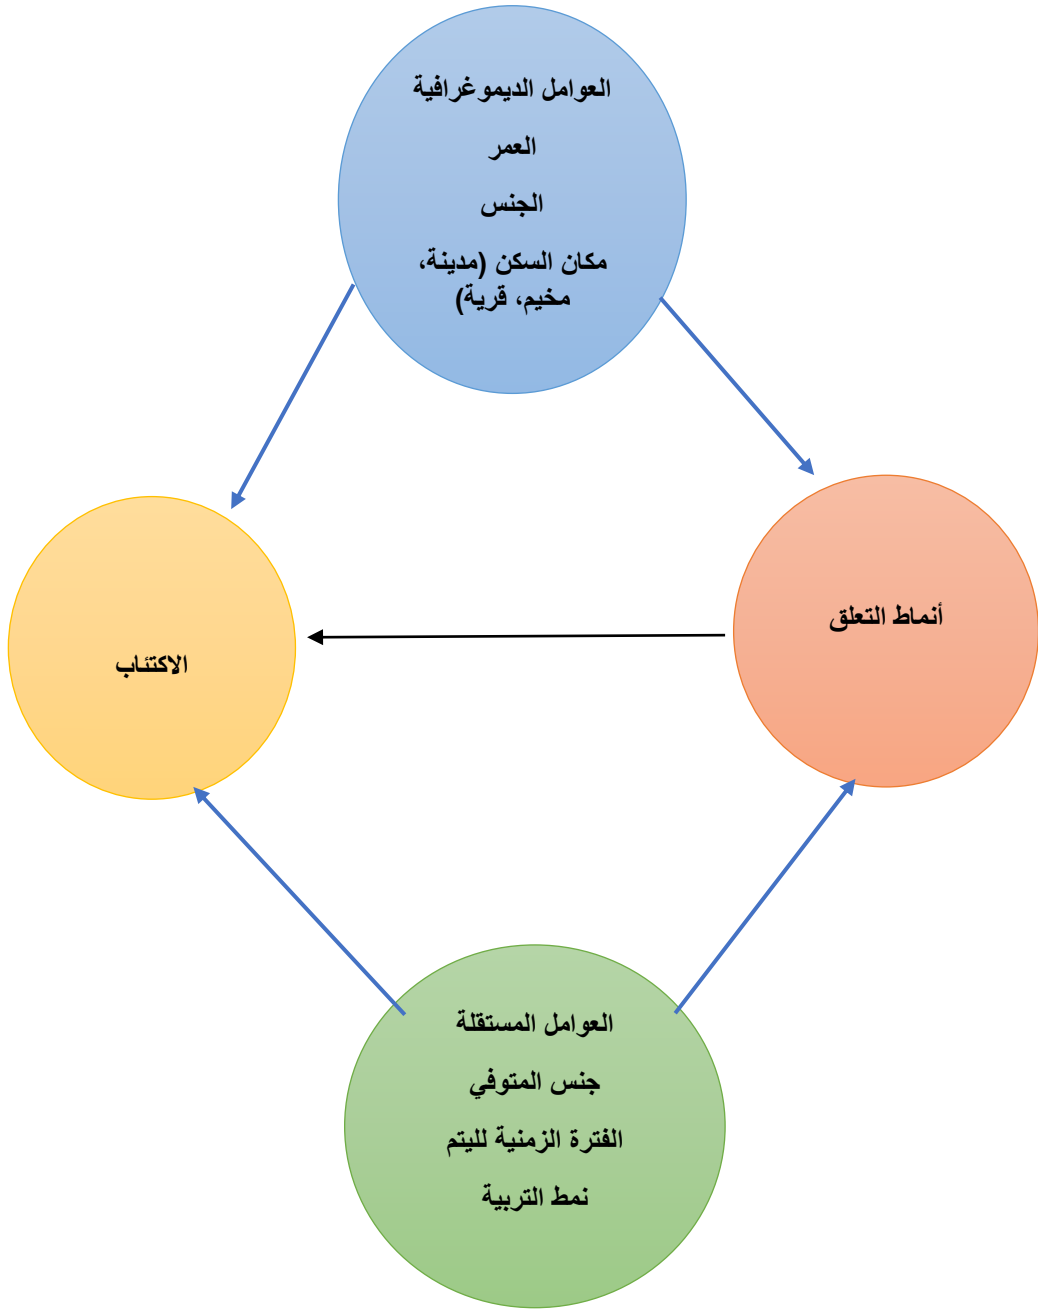 العوامل الديموغرافية
العمر
الجنس
مكان السكن (مدينة،
مخيم، قرية)
أنماط التعلق
الاكتئاب
العوامل المستقلة
جنس المتوفي
الفترة الزمنية لليتم
نمط التربية